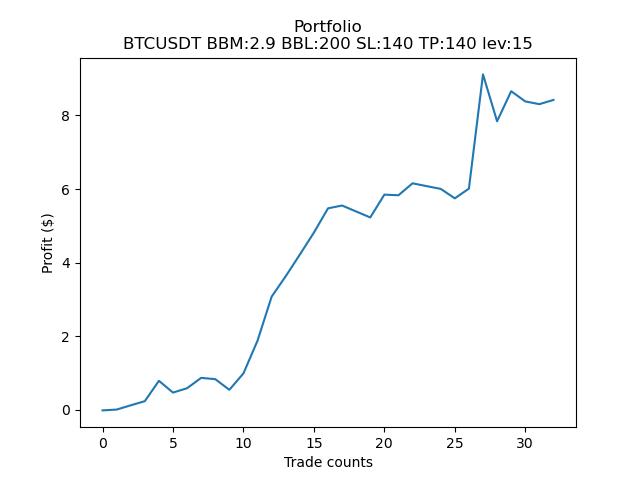 Portfolio
BTCUSDT BBM:2.9 BBL:200 SL:140 TP:140 lev:15
Profit ($)
8
6
4
2
0
0 5 10 15 20 25 30
Trade counts